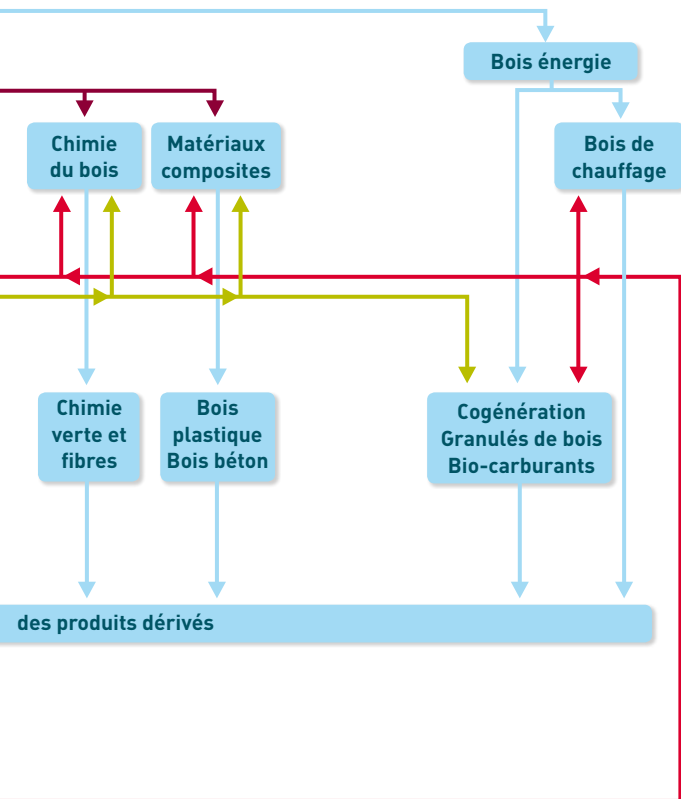 Bois énergie
Chimie
du bois
Matériaux
composites
Bois de
chauffage
Chimie
verte et
fibres
Bois
plastique
Bois béton
Cogénération
Granulés de bois
Bio-carburants
des produits dérivés